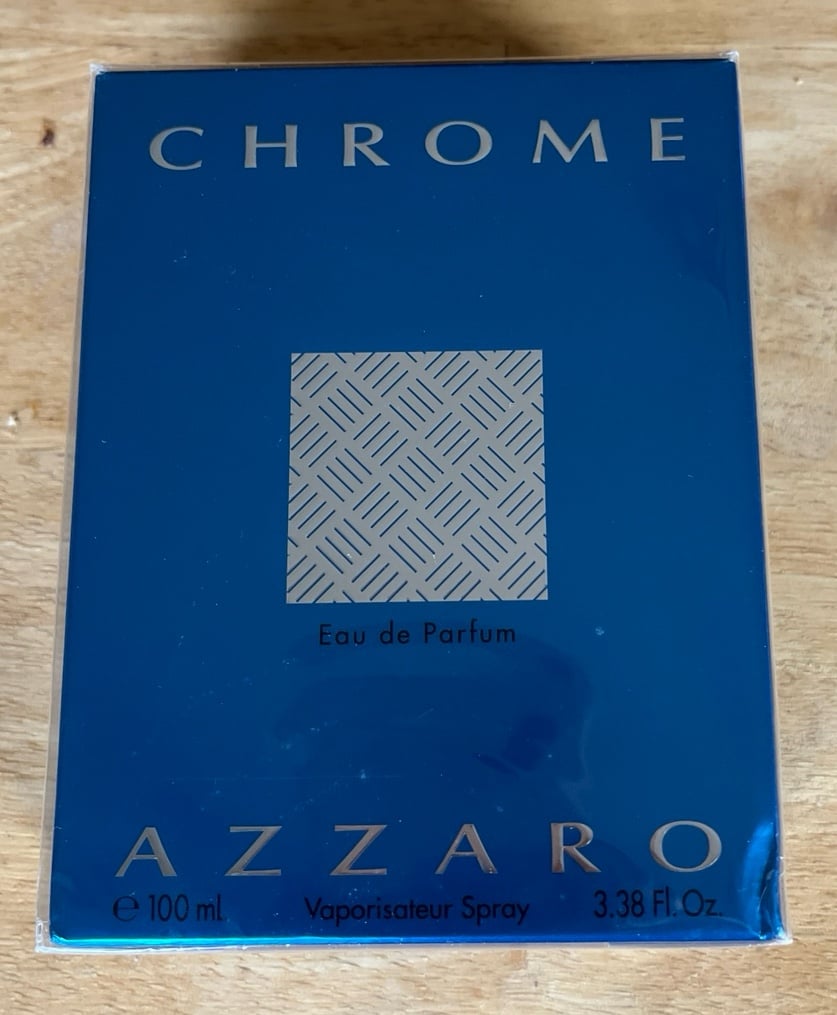 CHROME
Eau de Parfum
AZZARO
℮ 100 ml Vaporisateur Spray 3.38 Fl. Oz.